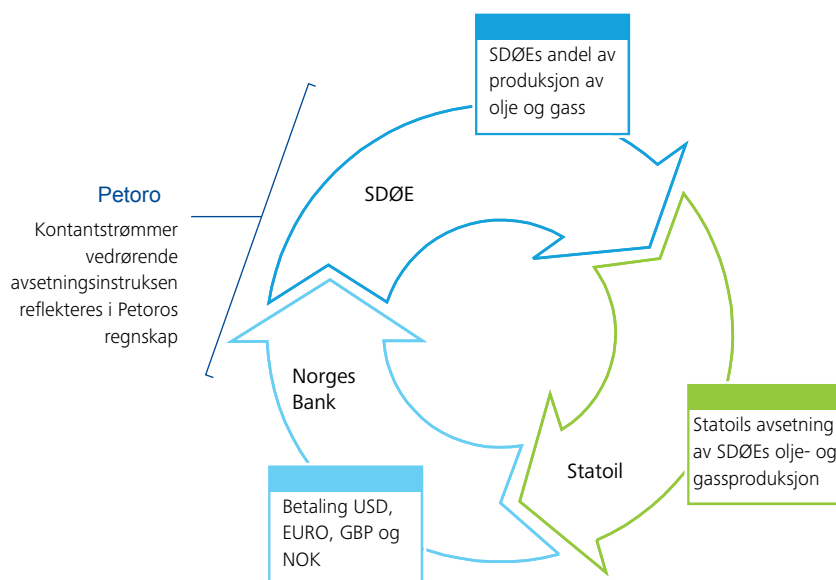 SDØEs andel av
produksjon av
olje og gass
Petoro
Kontantstrømmer
vedrørende
avsetningsinstruksen
reflekteres i Petoros
regnskap
SDØE
Norges
Bank
Statoil
Statoils avsetning
av SDØEs olje- og
gassproduksjon
Betaling USD,
EURO, GBP og
NOK